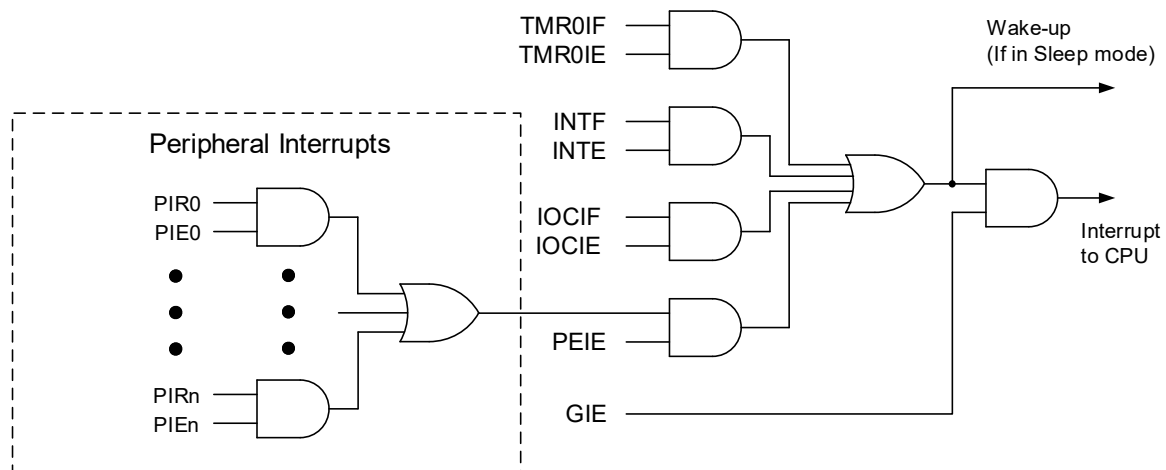 TMR0IF
TMR0IE
Wake-up
(If in Sleep mode)
INTF
INTE
Peripheral Interrupts
PIR0
PIE0
IOCIF
IOCIE
Interrupt
to CPU
PEIE
PIRn
PIEn
GIE